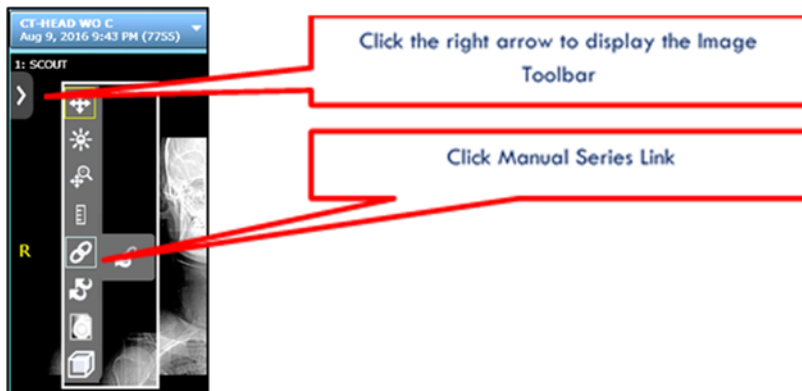 CT-HEAD WO C
Aug 9, 2016 9:43 PM (7755)
1: SCOUT
R
Click the right arrow to display the Image
Toolbar
Click Manual Series Link